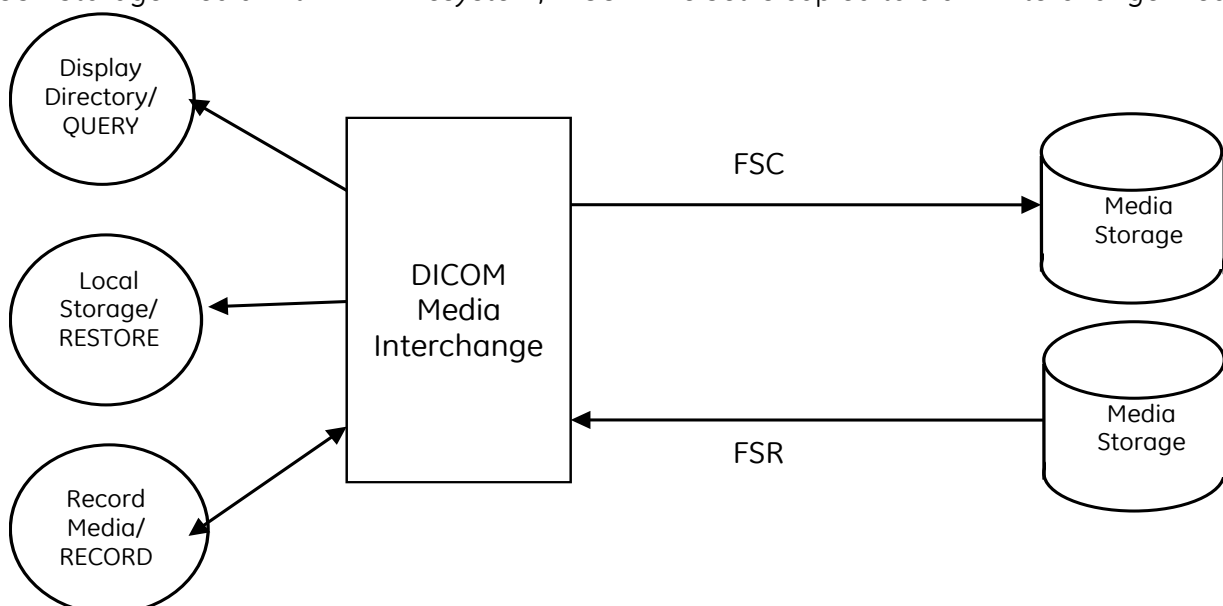 Display
Directory/
QUERY
Local
Storage/
RESTORE
Record
Media/
RECORD
DICOM
Media
Interchange
FSC
Media
Storage
FSR
Media
Storage